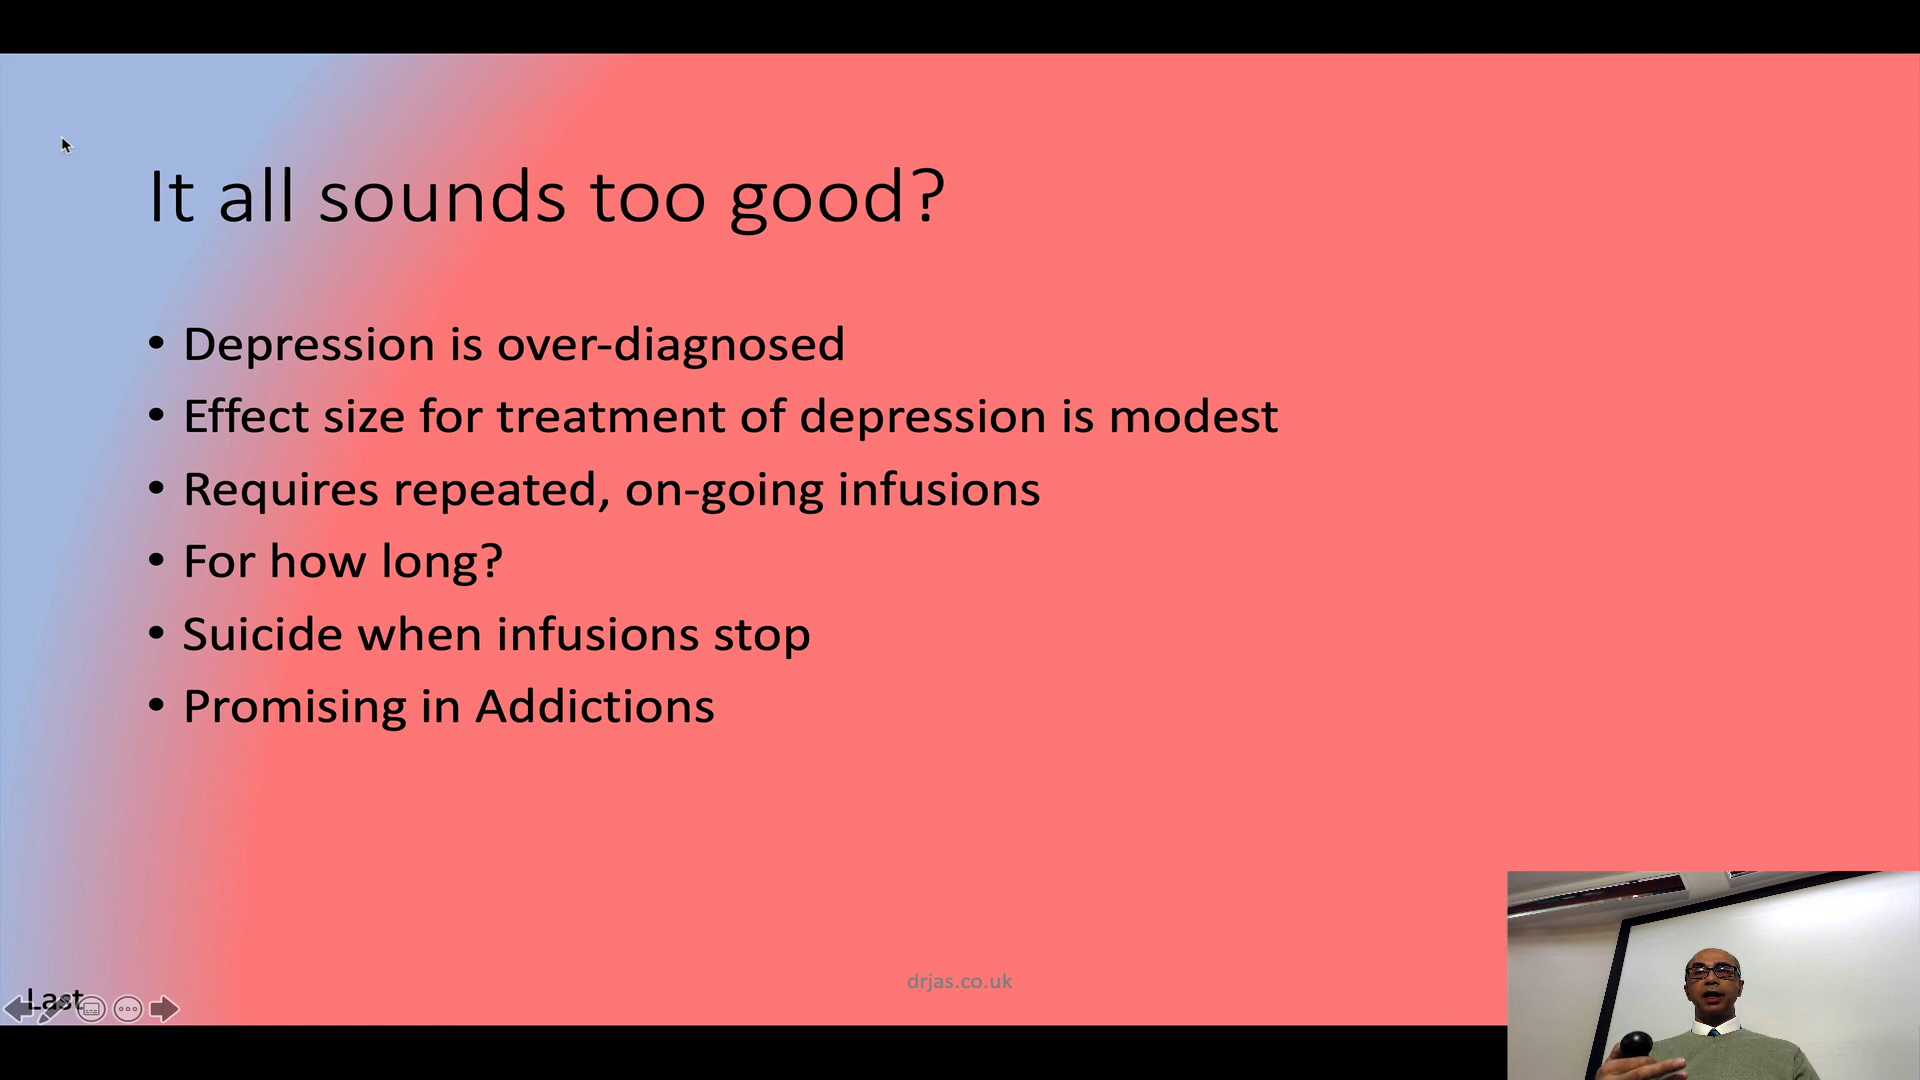 It all sounds too good?
• Depression is over-diagnosed
• Effect size for treatment of depression is modest
• Requires repeated, on-going infusions
• For how long?
• Suicide when infusions stop
• Promising in Addictions
drjas.co.uk
Last